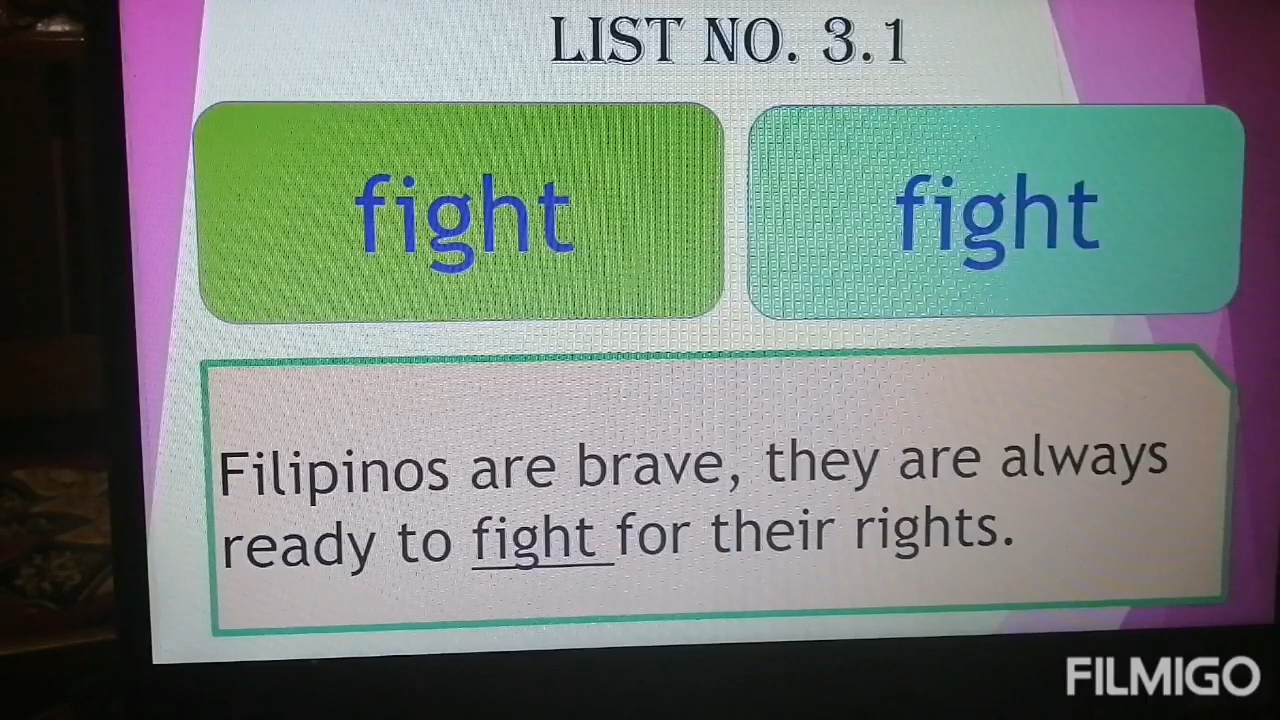 LIST NO. 3.1
fight
fight
Filipinos are brave, they are always
ready to fight for their rights.
FILMIGO